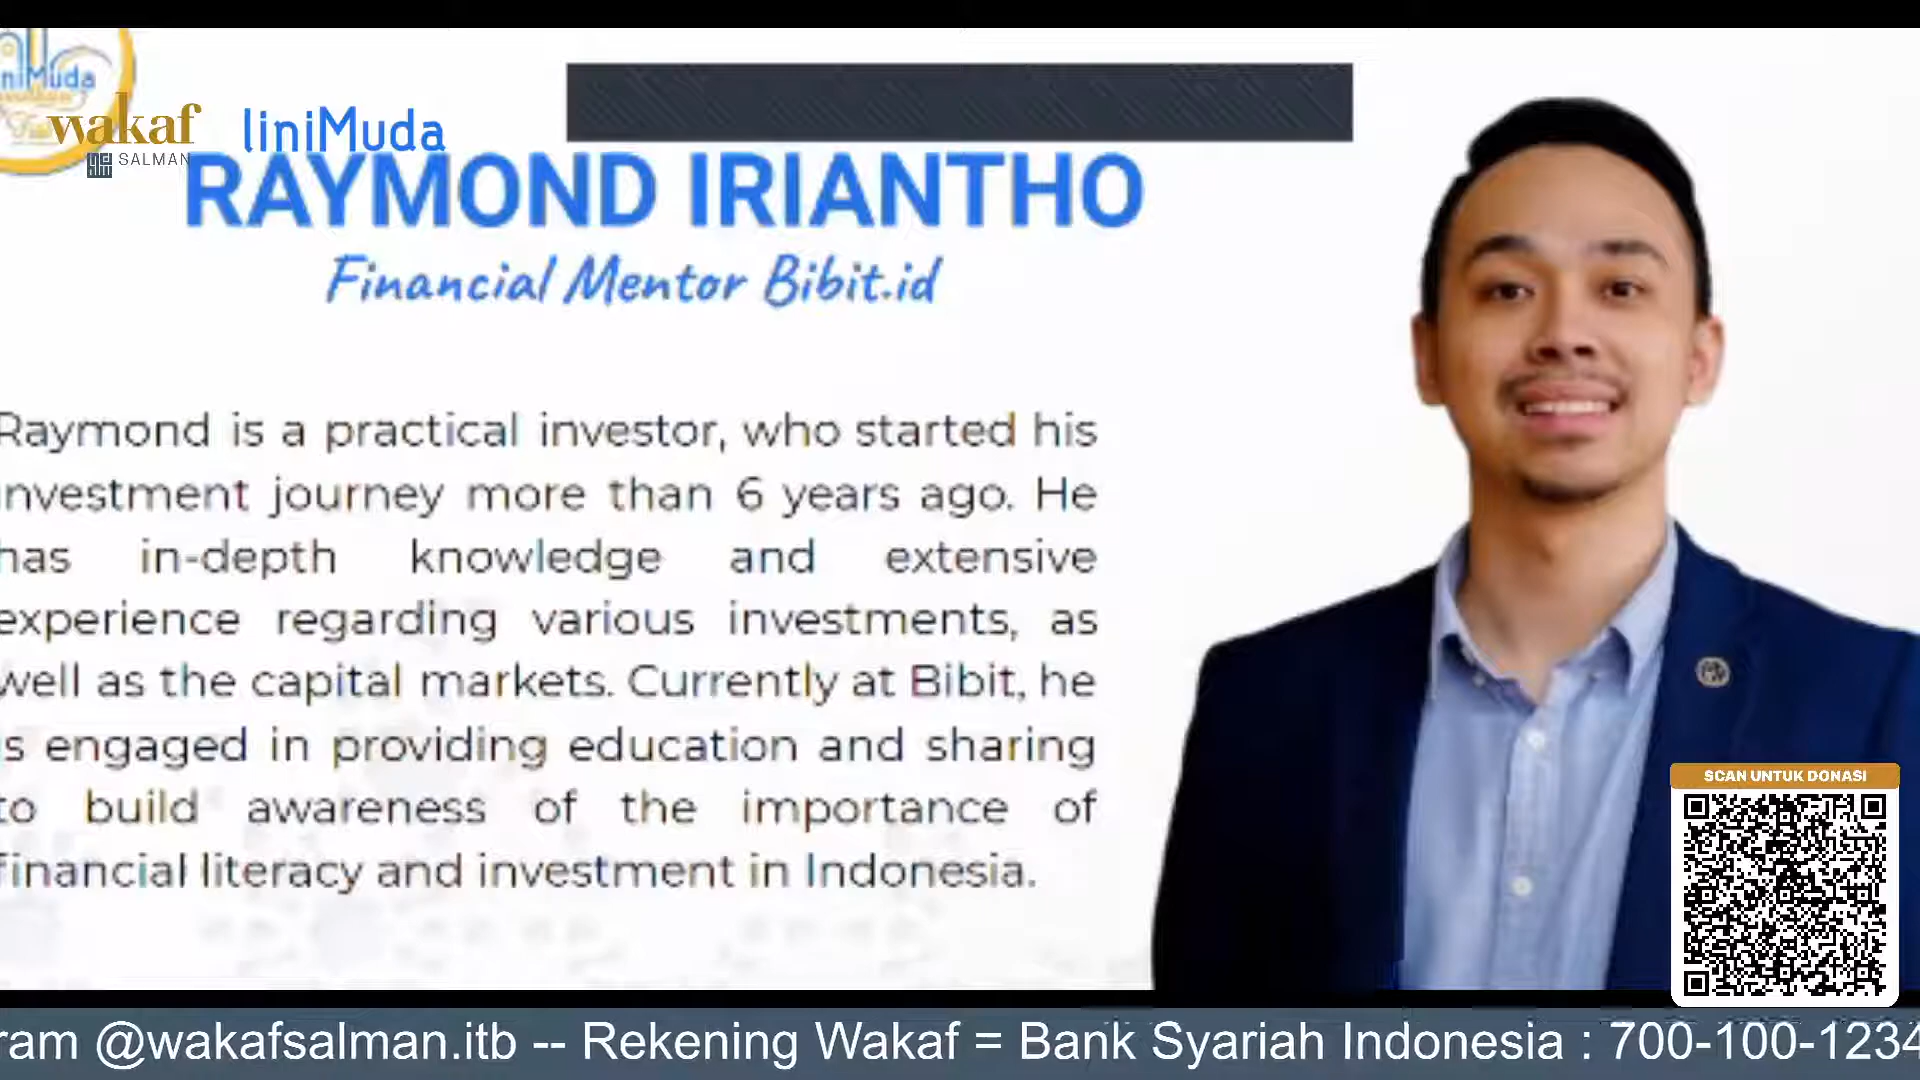 niMuda
wakaf
SALMAN
liniMuda
RAYMOND IRIANTHO
Financial Mentor Bibit.id
Raymond is a practical investor, who started his
investment journey more than 6 years ago. He
has in-depth knowledge and extensive
experience regarding various investments, as
well as the capital markets. Currently at Bibit, he
is engaged in providing education and sharing
to build awareness of the importance of
financial literacy and investment in Indonesia.
SCAN UNTUK DONASI
ram @wakafsalman.itb -- Rekening Wakaf = Bank Syariah Indonesia : 700-100-1234